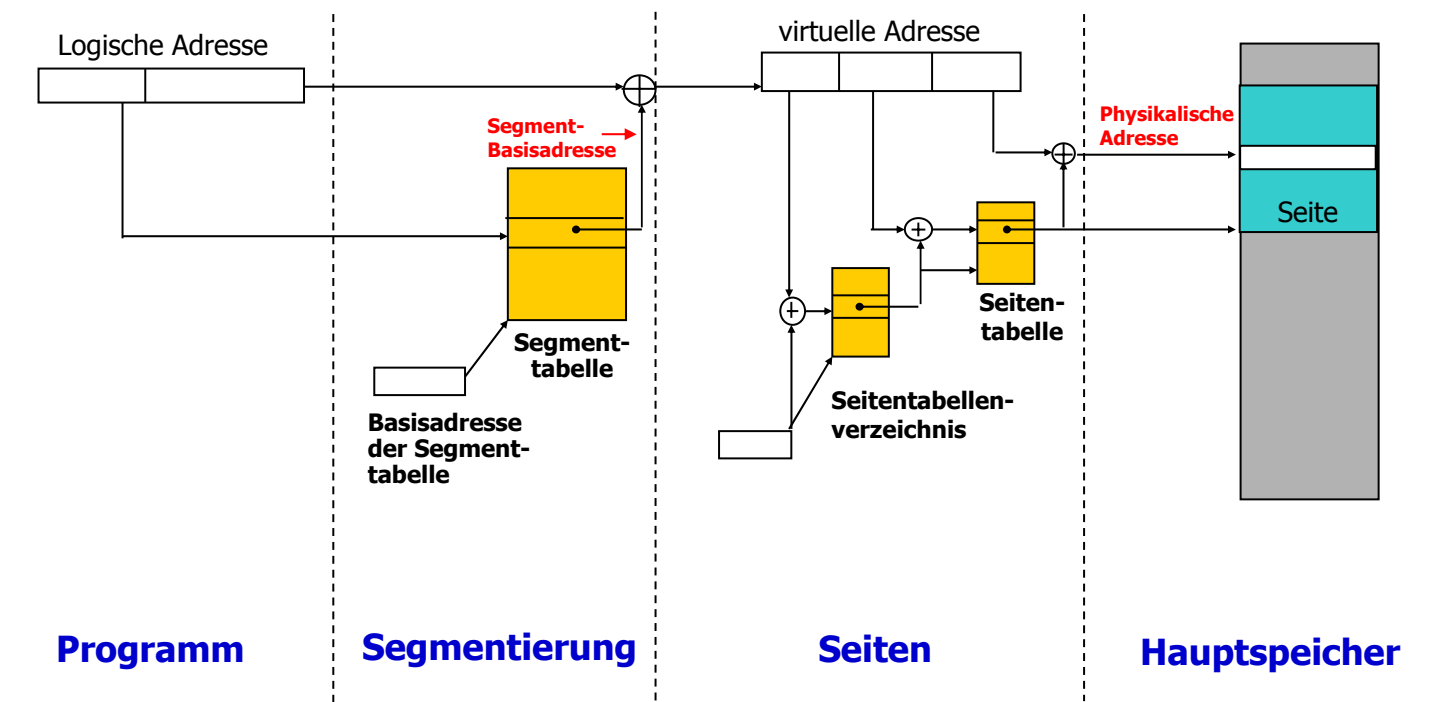 Logische Adresse
virtuelle Adresse
Segment-
Basisadresse
Physikalische
Adresse
Seite
Segment-
tabelle
Seiten-
tabelle
Basisadresse
der Segment-
tabelle
Seitentabellen-
verzeichnis
Programm
Segmentierung
Seiten
Hauptspeicher